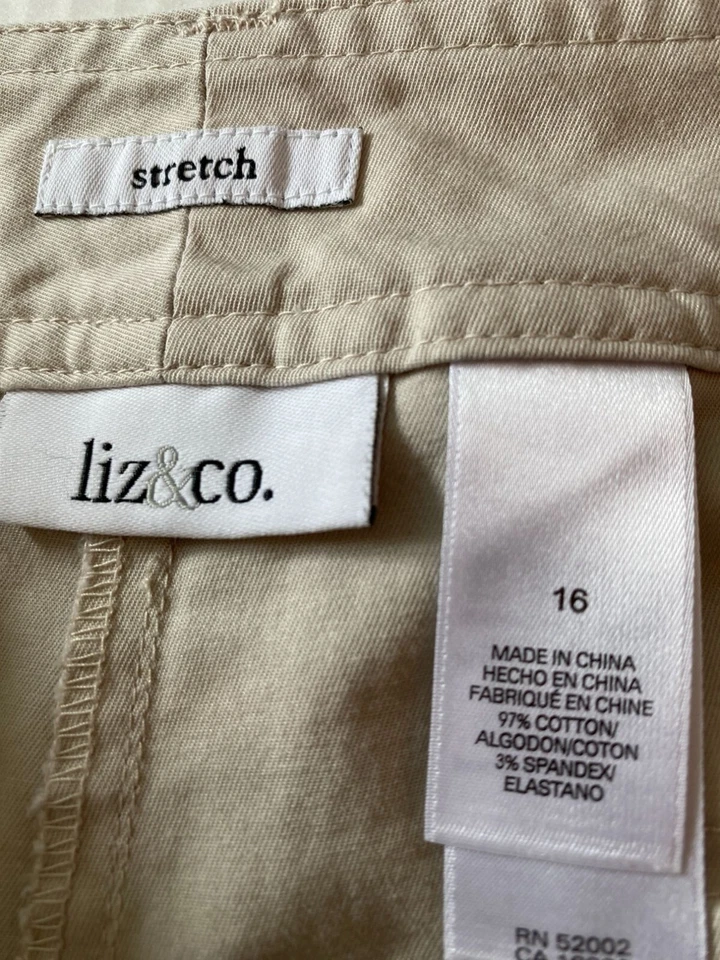 stretch
liz&co.
16
MADE IN CHINA
HECHO EN CHINA
FABRIQUÉ EN CHINE
97% COTTON/
ALGODON/COTON
3% SPANDEX/
ELASTANO
RN 52002
CA